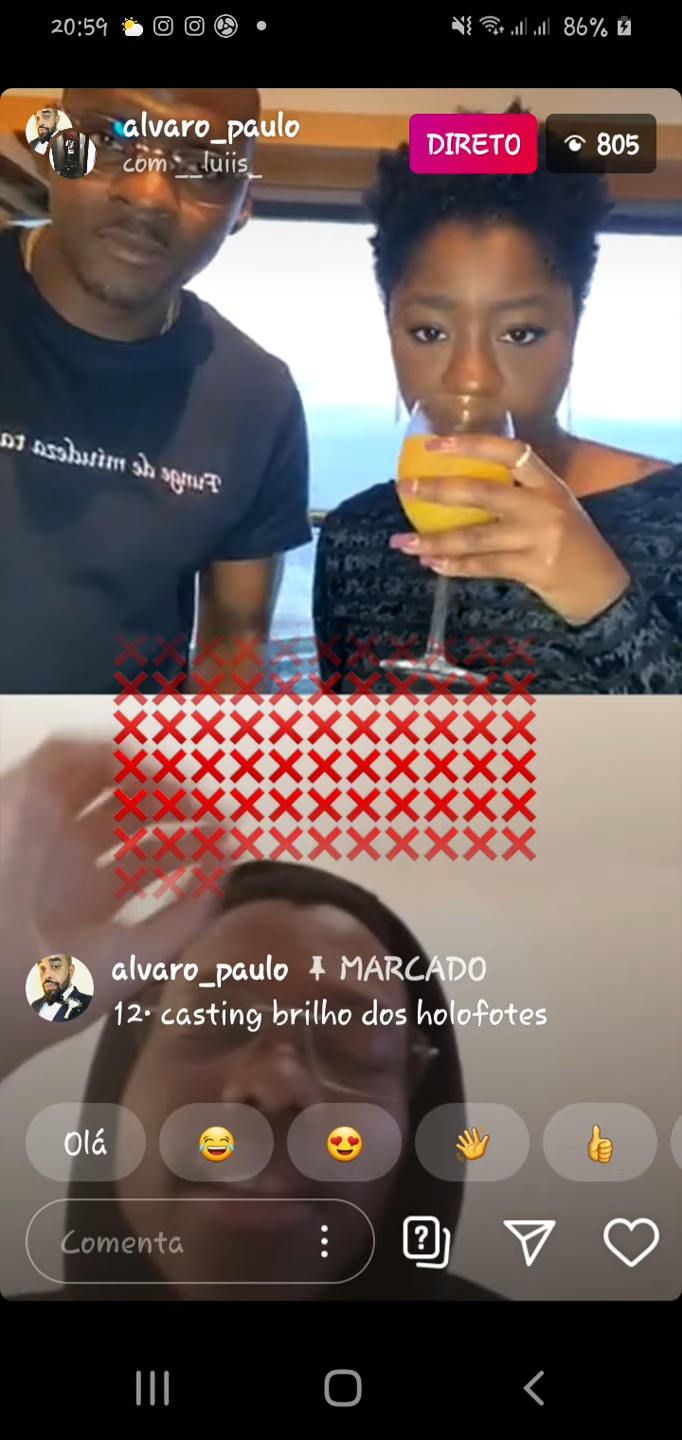 20:59
86%
alvaro_paulo
com __luiis_
DIRETO
805
Funge de miudeza ta
alvaro_paulo MARCADO
12• casting brilho dos holofotes
Olá
Comenta